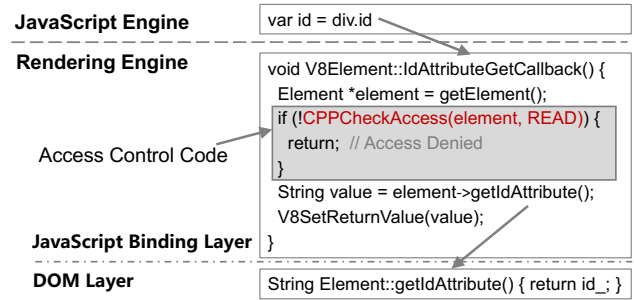 JavaScript Engine
var id = div.id
Rendering Engine
void V8Element::IdAttributeGetCallback() {
Element *element = getElement();
if (!CPPCheckAccess(element, READ)) {
return; // Access Denied
}
Access Control Code
String value = element->getIdAttribute();
V8SetReturnValue(value);
}
JavaScript Binding Layer
DOM Layer
String Element::getIdAttribute() { return id_; }